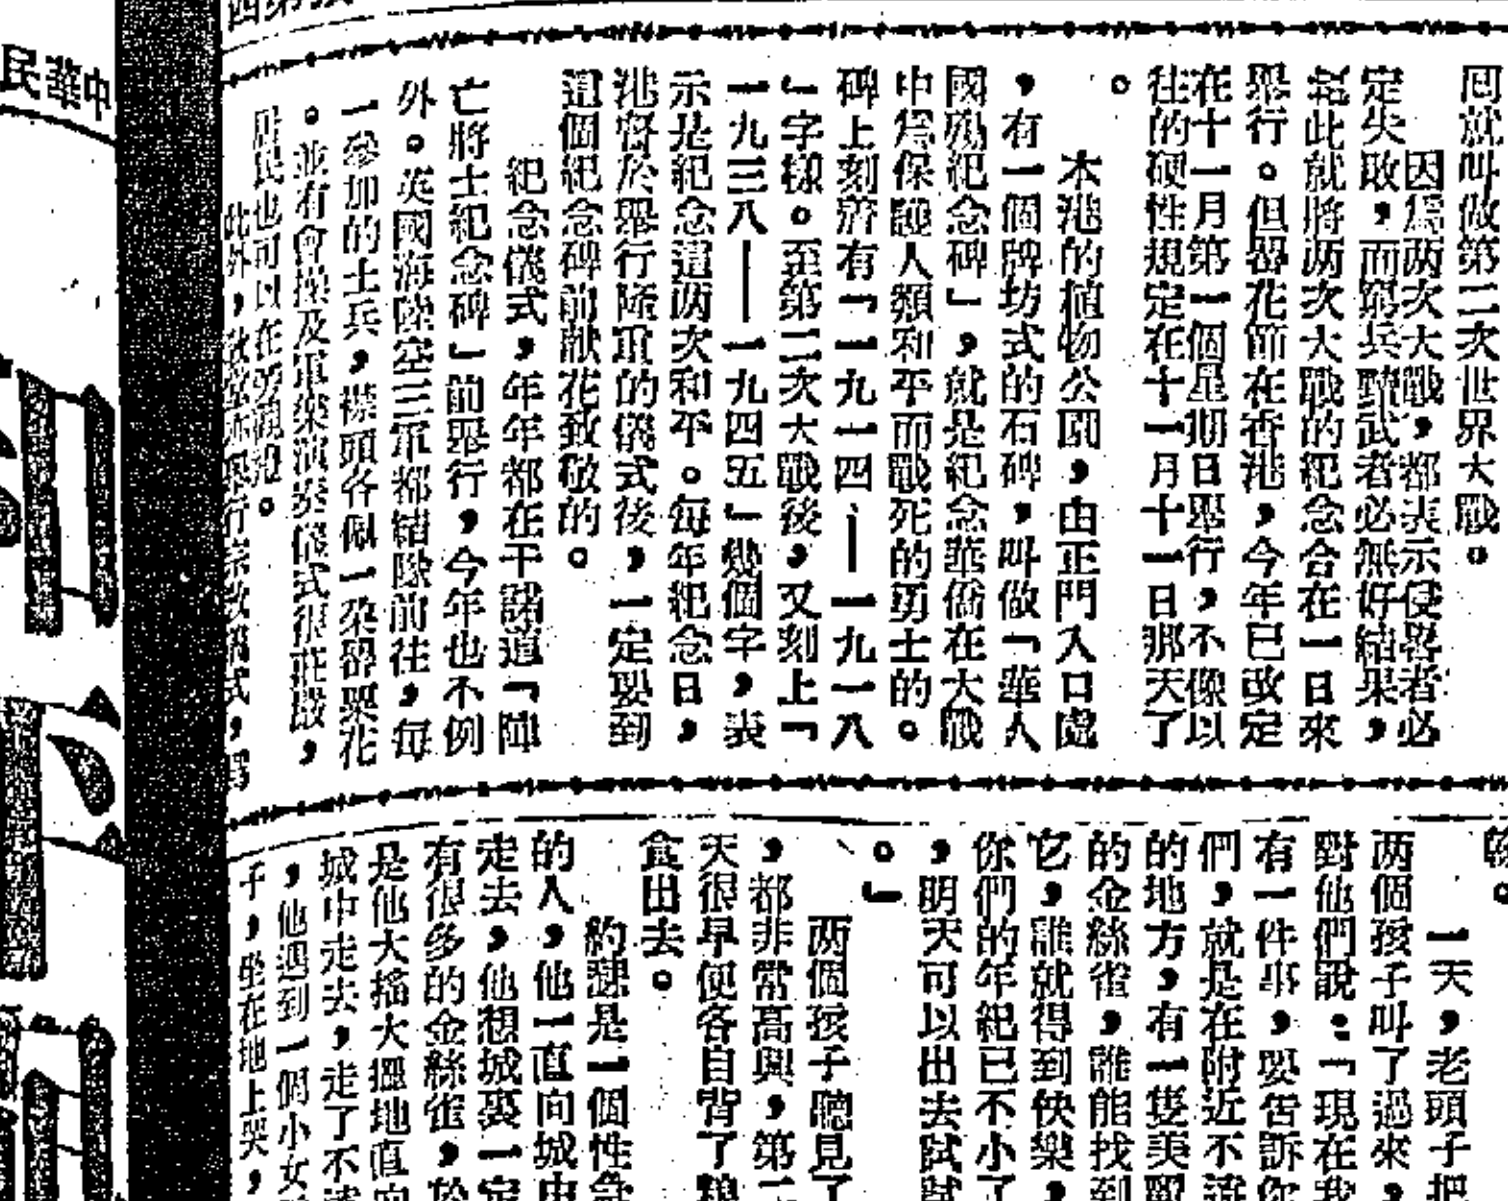 回就叫做第二次世界大戰。
因爲两次大戰，都表示侵畧者必
定失敗，而窮兵黷武者必無好結果，
從此就將两次大戰的紀念合在一日來
舉行。但罌花節在香港，今年已改定
在十一月第一個星期日舉行，不像以
往的硬性規定在十一月十一日那天了
。
本港的植物公園，由正門入口處
，有一個牌坊式的石碑，叫做「華人
國殤紀念碑」，就是紀念華僑在大戰
中爲保護人類和平而戰死的勇士的。
碑上刻着有「一九一四—一九一八
」字樣。至第二次大戰後，又刻上「
一九三八——一九四五」幾個字，表
示是紀念這两次和平。每年紀念日，
港督於舉行隆重的儀式後，一定要到
這個紀念碑前献花致敬的。
紀念儀式，年年都在干諾道「陣
亡將士紀念碑」前舉行，今年也不例
外。英國海陸空三軍都結隊前往，每
一參加的士兵，襟頭各佩一朶罌粟花
。並有會操及軍樂演奏儀式很莊嚴，
居民也可以在旁觀看。
此外，教堂亦舉行宗教儀式，爲
一天，老頭子把
两個孩子叫了過來，
對他們說：「現在我
有一件事，要告訴你
們，就是在附近不遠
的地方，有一隻美麗
的金絲雀，誰能找到
它，誰就得到快樂，
你們的年紀已不小了
，明天可以出去試試
。」
两個孩子聽見了
，都非常高興，第二
天很早便各自背了糧
食出去。
約瑟是一個性急
的人，他一直向城中
走去，他想城裏一定
有很多的金絲雀，於
是他大搖大擺地直向
城中走去，走了不遠
，他遇到一個小女孩
子，坐在地上哭，
中華民